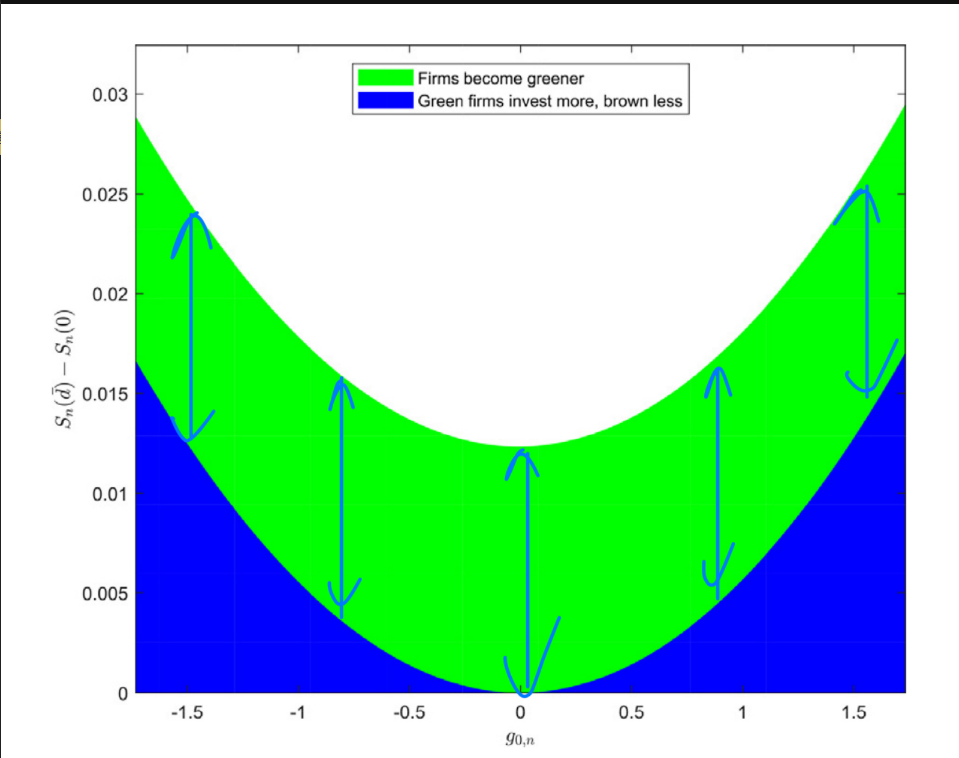 Firms become greener
Green firms invest more, brown less
0.03
0.025
0.02
0.015
0.01
0.005
0
-1.5 -1 -0.5 0 0.5 1 1.5
Sₙ(d̄) − Sₙ(0)
g₀,ₙ